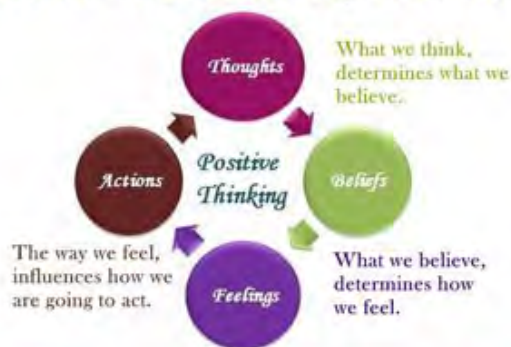 Thoughts
What we think,
determines what we
believe.
Positive
Thinking
Actions
Beliefs
The way we feel,
influences how we
are going to act.
What we believe,
determines how
we feel.
Feelings